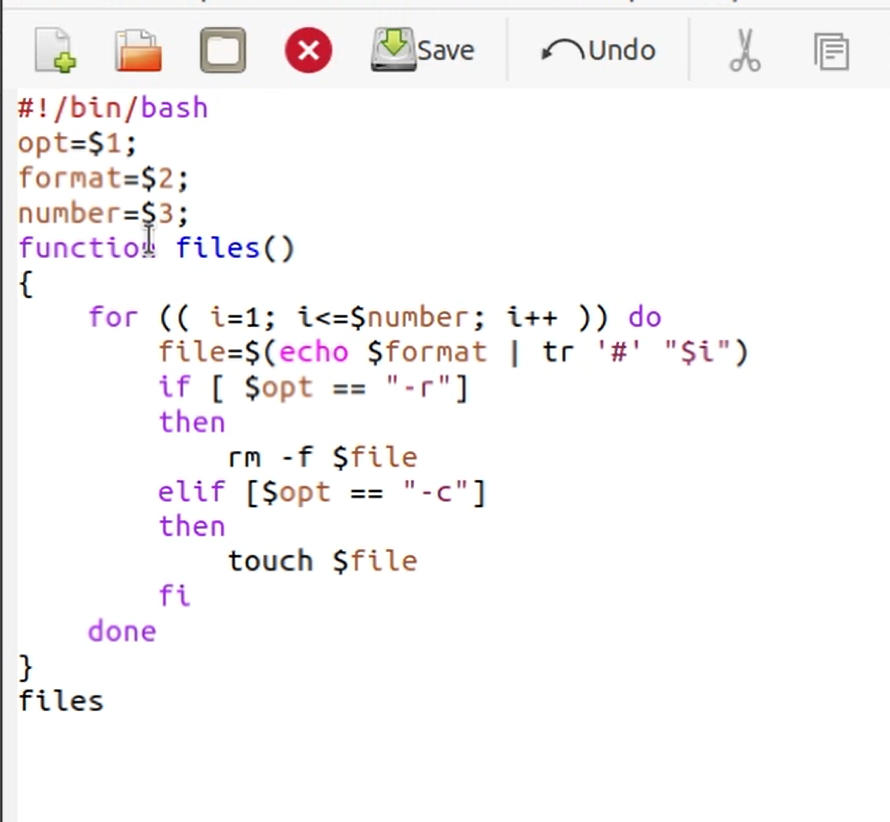 Save Undo
#!/bin/bash
opt=$1;
format=$2;
number=$3;
function files()
{
for (( i=1; i<=$number; i++ )) do
file=$(echo $format | tr '#' "$i")
if [ $opt == "-r"]
then
rm -f $file
elif [$opt == "-c"]
then
touch $file
fi
done
}
files